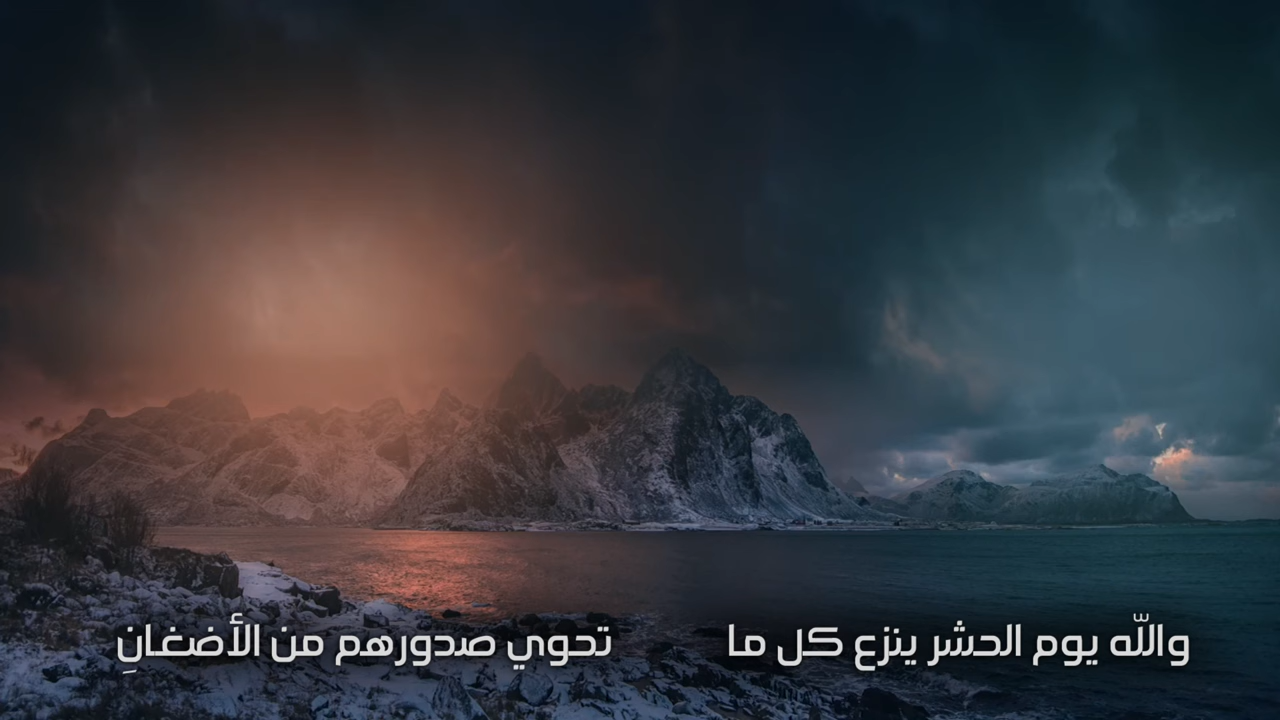 والله يوم الحشر ينزع كل ما تحوي صدورهم من الأضغانِ